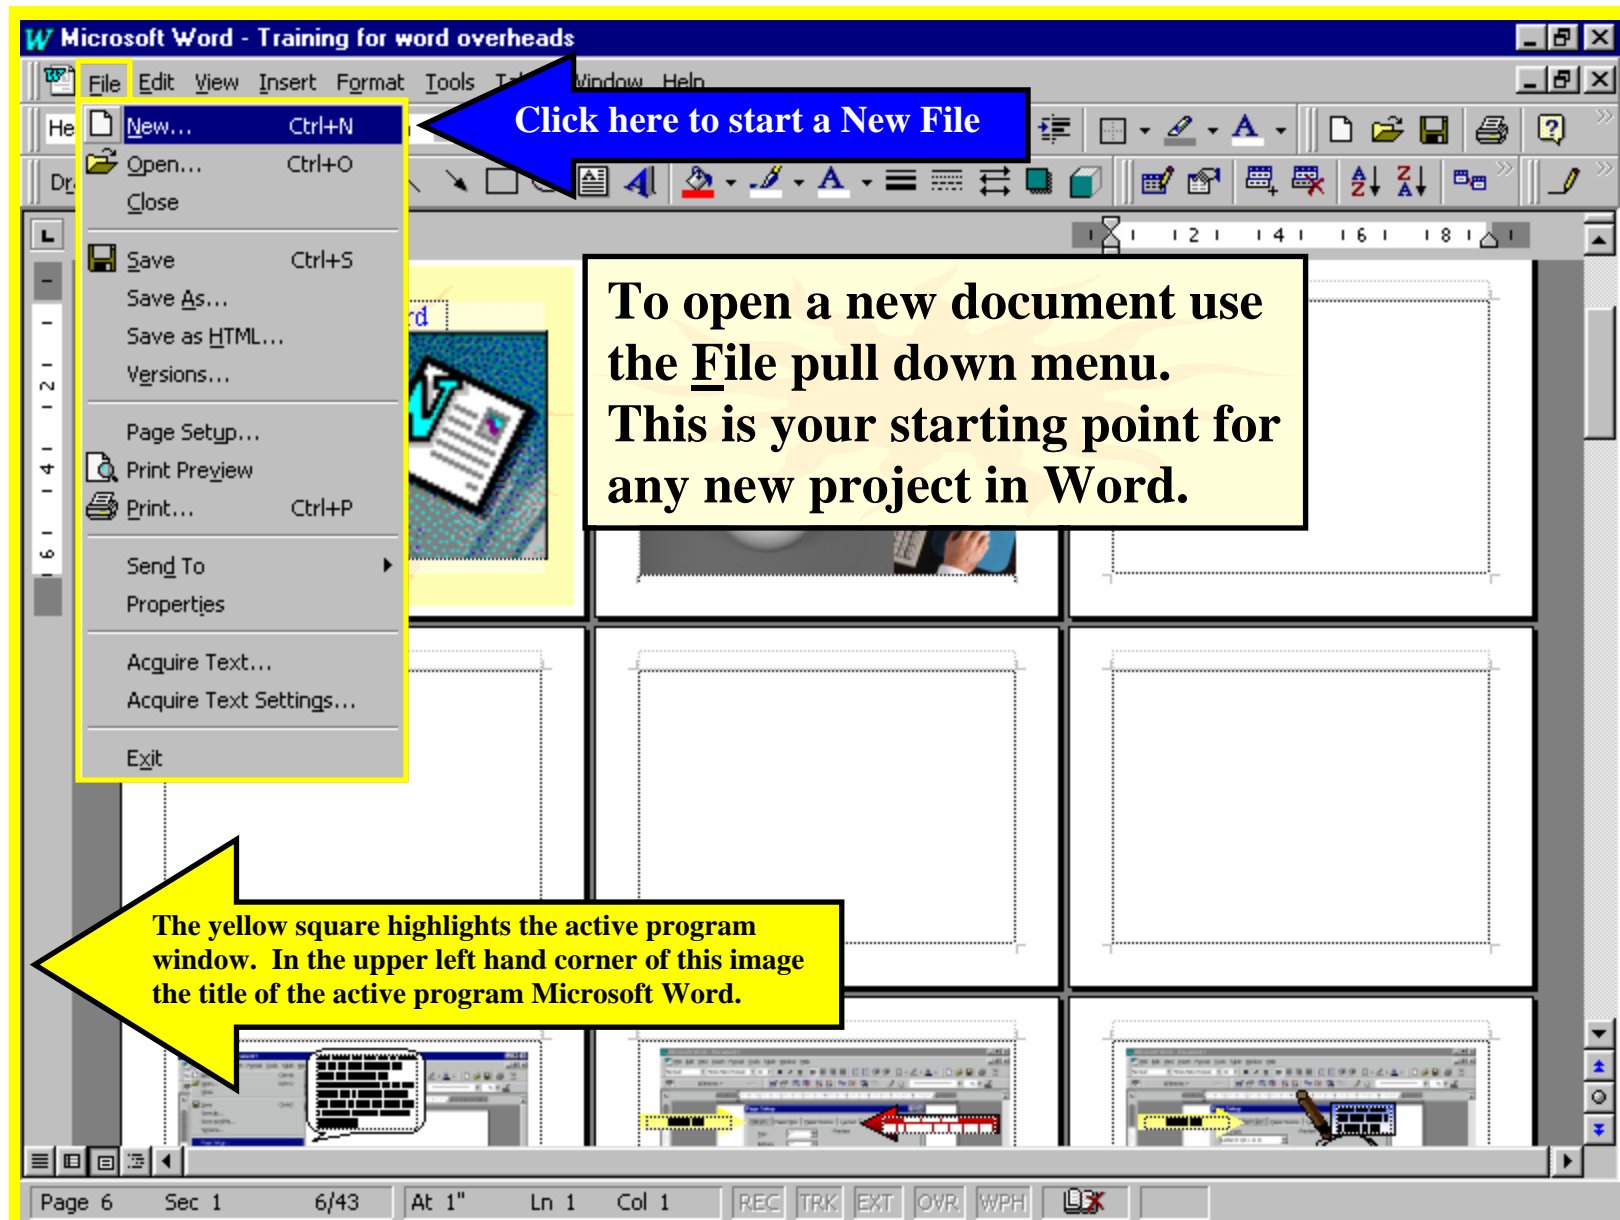 Microsoft Word - Training for word overheads
File Edit View Insert Format Tools Window Help
Click here to start a New File
He
New... Ctrl+N
Open... Ctrl+O
Close
Save Ctrl+S
Save As...
Save as HTML...
Versions...
Page Setup...
Print Preview
Print... Ctrl+P
Send To
Properties
Acquire Text...
Acquire Text Settings...
Exit
To open a new document use
the File pull down menu.
This is your starting point for
any new project in Word.
The yellow square highlights the active program
window. In the upper left hand corner of this image
the title of the active program Microsoft Word.
Page 6 Sec 1 6/43 At 1" Ln 1 Col 1 REC TRK EXT OVR WPH